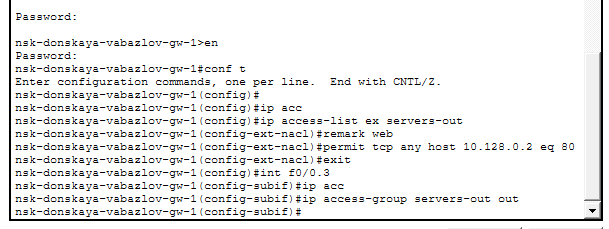 Password:
nsk-donskaya-vabazlov-gw-1>en
Password:
nsk-donskaya-vabazlov-gw-1#conf t
Enter configuration commands, one per line.  End with CNTL/Z.
nsk-donskaya-vabazlov-gw-1(config)#
nsk-donskaya-vabazlov-gw-1(config)#ip acc
nsk-donskaya-vabazlov-gw-1(config)#ip access-list ex servers-out
nsk-donskaya-vabazlov-gw-1(config-ext-nacl)#remark web
nsk-donskaya-vabazlov-gw-1(config-ext-nacl)#permit tcp any host 10.128.0.2 eq 80
nsk-donskaya-vabazlov-gw-1(config-ext-nacl)#exit
nsk-donskaya-vabazlov-gw-1(config)#int f0/0.3
nsk-donskaya-vabazlov-gw-1(config-subif)#ip acc
nsk-donskaya-vabazlov-gw-1(config-subif)#ip access-group servers-out out
nsk-donskaya-vabazlov-gw-1(config-subif)#